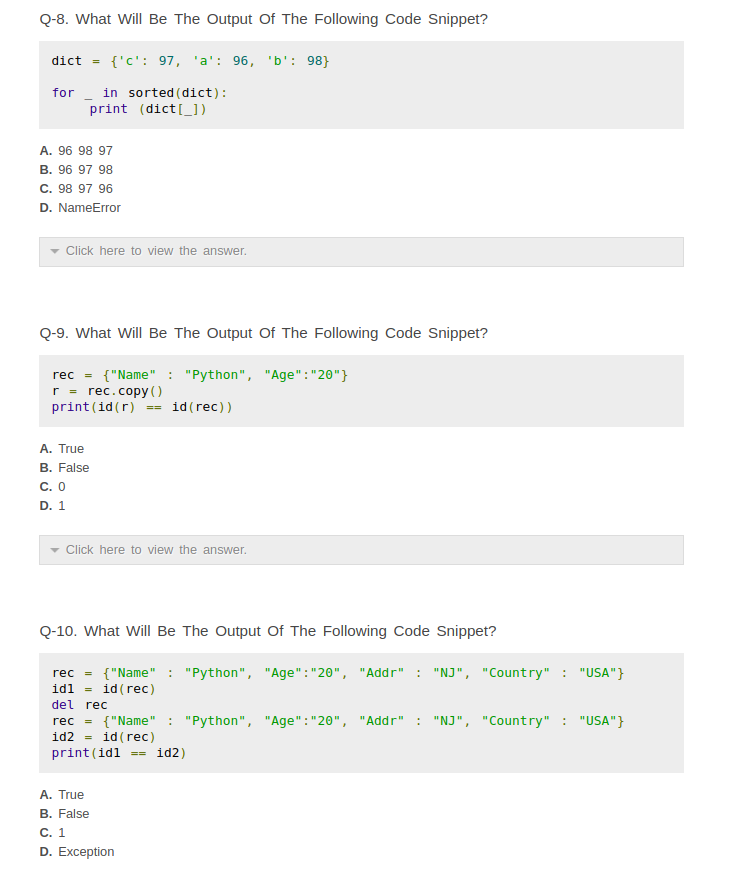 Q-8. What Will Be The Output Of The Following Code Snippet?
dict = {'c': 97, 'a': 96, 'b': 98}
for _ in sorted(dict):
print (dict[_])
A. 96 98 97
B. 96 97 98
C. 98 97 96
D. NameError
Click here to view the answer.
Q-9. What Will Be The Output Of The Following Code Snippet?
rec = {"Name" : "Python", "Age":"20"}
r = rec.copy()
print(id(r) == id(rec))
A. True
B. False
C. 0
D. 1
Click here to view the answer.
Q-10. What Will Be The Output Of The Following Code Snippet?
rec = {"Name" : "Python", "Age":"20", "Addr" : "NJ", "Country" : "USA"}
id1 = id(rec)
del rec
rec = {"Name" : "Python", "Age":"20", "Addr" : "NJ", "Country" : "USA"}
id2 = id(rec)
print(id1 == id2)
A. True
B. False
C. 1
D. Exception